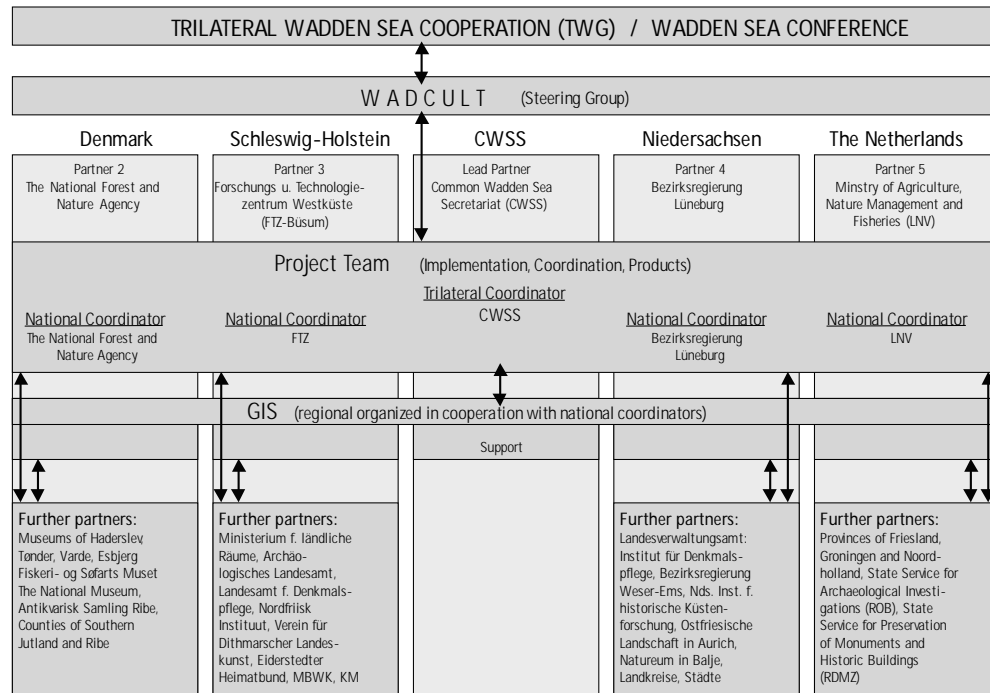 TRILATERAL WADDEN SEA COOPERATION (TWG) / WADDEN SEA CONFERENCE
WADCULT (Steering Group)
Denmark
Schleswig-Holstein
CWSS
Niedersachsen
The Netherlands
Partner 2
The National Forest and
Nature Agency
Partner 3
Forschungs u. Technologie-
zentrum Westküste
(FTZ-Büsum)
Lead Partner
Common Wadden Sea
Secretariat (CWSS)
Partner 4
Bezirksregierung
Lüneburg
Partner 5
Minstry of Agriculture,
Nature Management and
Fisheries (LNV)
Project Team (Implementation, Coordination, Products)
Trilateral Coordinator
CWSS
National Coordinator
The National Forest and
Nature Agency
National Coordinator
FTZ
National Coordinator
Bezirksregierung
Lüneburg
National Coordinator
LNV
GIS (regional organized in cooperation with national coordinators)
Support
Further partners:
Museums of Haderslev,
Tønder, Varde, Esbjerg
Fiskeri- og Søfarts Muset
The National Museum,
Antikvarisk Samling Ribe,
Counties of Southern
Jutland and Ribe
Further partners:
Ministerium f. ländliche
Räume, Archäo-
logisches Landesamt,
Landesamt f. Denkmals-
pflege, Nordfriisk
Instituut, Verein für
Dithmarscher Landes-
kunst, Eiderstedter
Heimatbund, MBWK, KM
Further partners:
Landesverwaltungsamt:
Institut für Denkmals-
pflege, Bezirksregierung
Weser-Ems, Nds. Inst. f.
historische Küsten-
forschung, Ostfriesische
Landschaft in Aurich,
Natureum in Balje,
Landkreise, Städte
Further partners:
Provinces of Friesland,
Groningen and Noord-
holland, State Service for
Archaeological Investi-
gations (ROB), State
Service for Preservation
of Monuments and
Historic Buildings
(RDMZ)